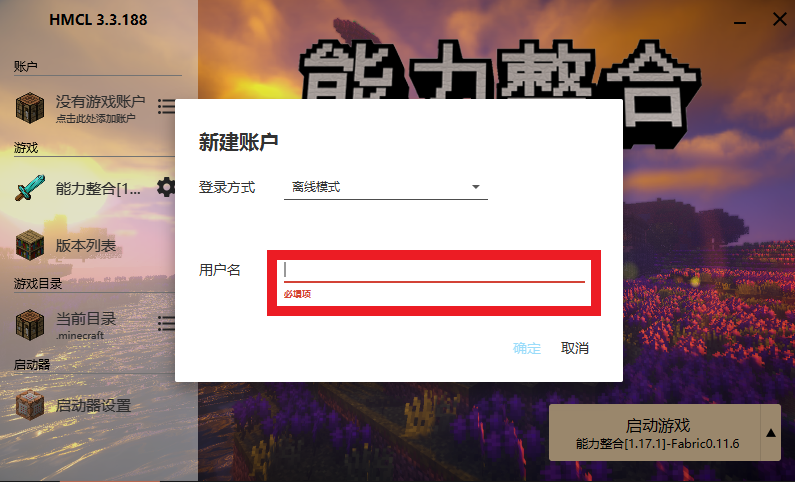 HMCL 3.3.188
能力整合
账户
没有游戏账户
点击此处添加账户
游戏
能力整合[1...
版本列表
游戏目录
当前目录
.minecraft
启动器
启动器设置
新建账户
登录方式 离线模式
用户名
必填项
确定 取消
启动游戏
能力整合[1.17.1]-Fabric0.11.6